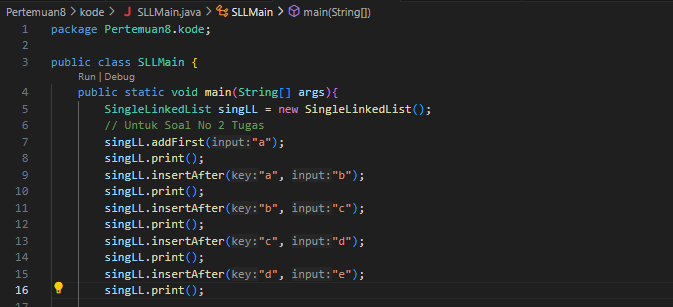 Pertemuan8 > kode > J SLLMain.java > SLLMain > main(String[])
1 package Pertemuan8.kode;
2
3 public class SLLMain {
Run | Debug
4 public static void main(String[] args){
5 SingleLinkedList singLL = new SingleLinkedList();
6 // Untuk Soal No 2 Tugas
7 singLL.addFirst(input:"a");
8 singLL.print();
9 singLL.insertAfter(key:"a", input:"b");
10 singLL.print();
11 singLL.insertAfter(key:"b", input:"c");
12 singLL.print();
13 singLL.insertAfter(key:"c", input:"d");
14 singLL.print();
15 singLL.insertAfter(key:"d", input:"e");
16 singLL.print();
17